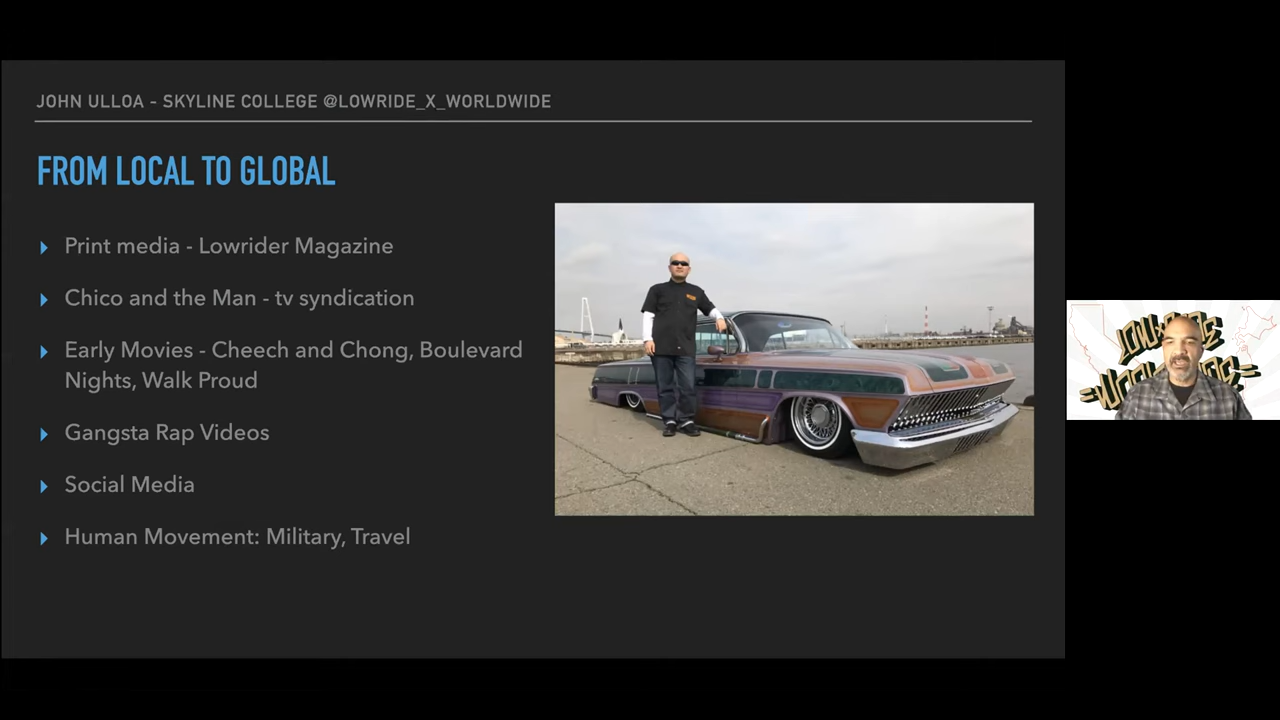 JOHN ULLOA - SKYLINE COLLEGE @LOWRIDE_X_WORLDWIDE
FROM LOCAL TO GLOBAL
Print media - Lowrider Magazine
Chico and the Man - tv syndication
Early Movies - Cheech and Chong, Boulevard
Nights, Walk Proud
Gangsta Rap Videos
Social Media
Human Movement: Military, Travel